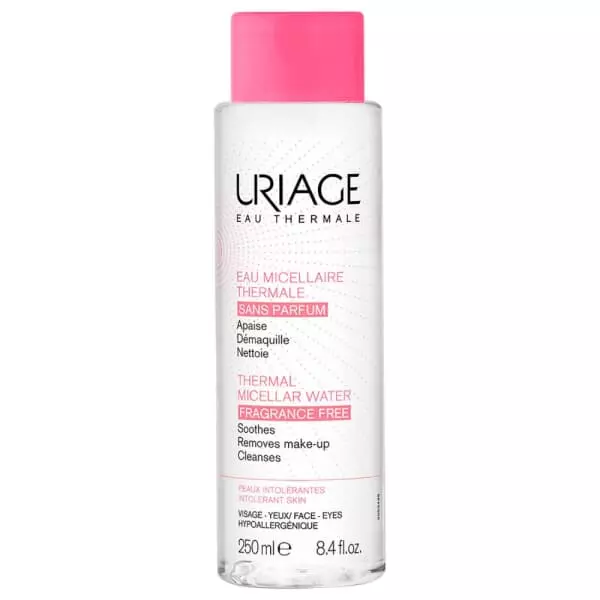 URIAGE
EAU THERMALE
EAU MICELLAIRE
THERMALE
SANS PARFUM
Apaise
Démaquille
Nettoie
THERMAL
MICELLAR WATER
FRAGRANCE FREE
Soothes
Removes make-up
Cleanses
PEAUX INTOLÉRANTES
INTOLERANT SKIN
VISAGE - YEUX/ FACE - EYES
HYPOALLERGÉNIQUE
250 ml ℮ 8.4 fl.oz.